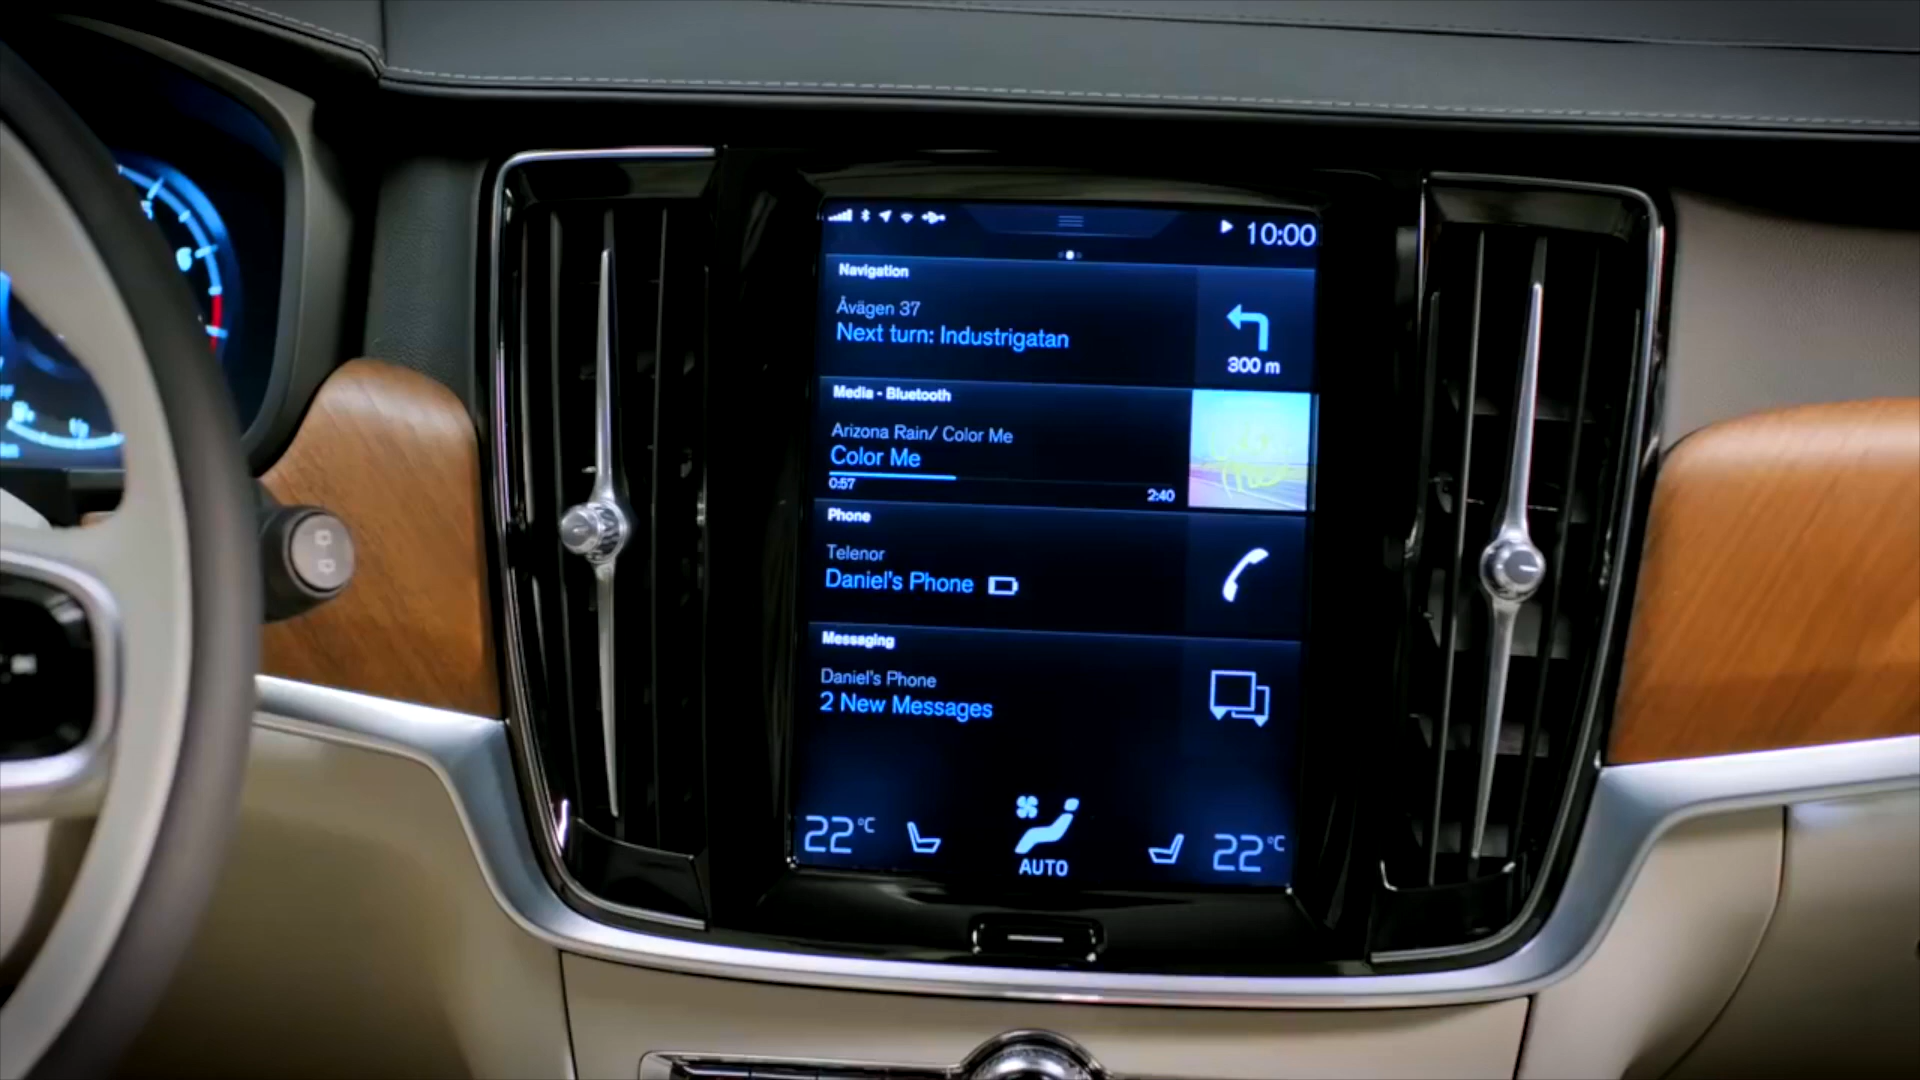 10:00
Navigation
Åvägen 37
Next turn: Industrigatan
300 m
Media - Bluetooth
Arizona Rain/ Color Me
Color Me
0:57
2:40
Phone
Telenor
Daniel's Phone
Messaging
Daniel's Phone
2 New Messages
22°C
AUTO
22°C
6